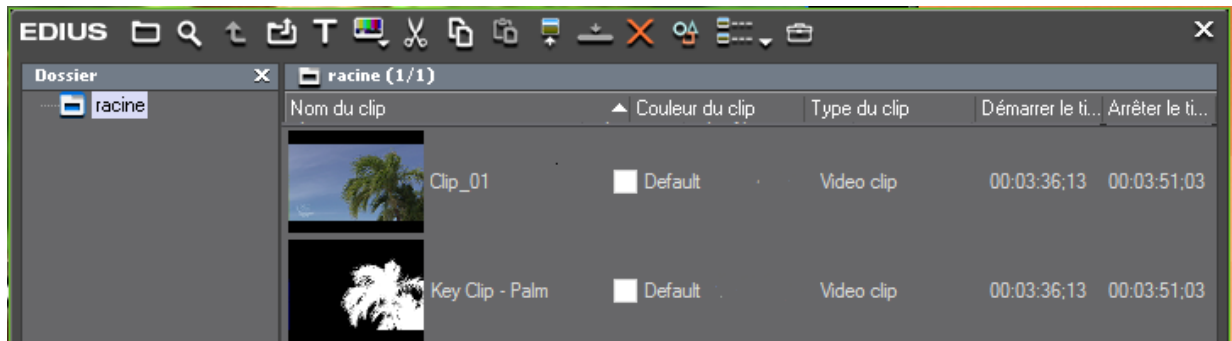 EDIUS
Dossier
racine (1/1)
racine
Nom du clip Couleur du clip Type du clip Démarrer le ti... Arrêter le ti...
Clip_01 Default Video clip 00:03:36;13 00:03:51;03
Key Clip - Palm Default Video clip 00:03:36;13 00:03:51;03